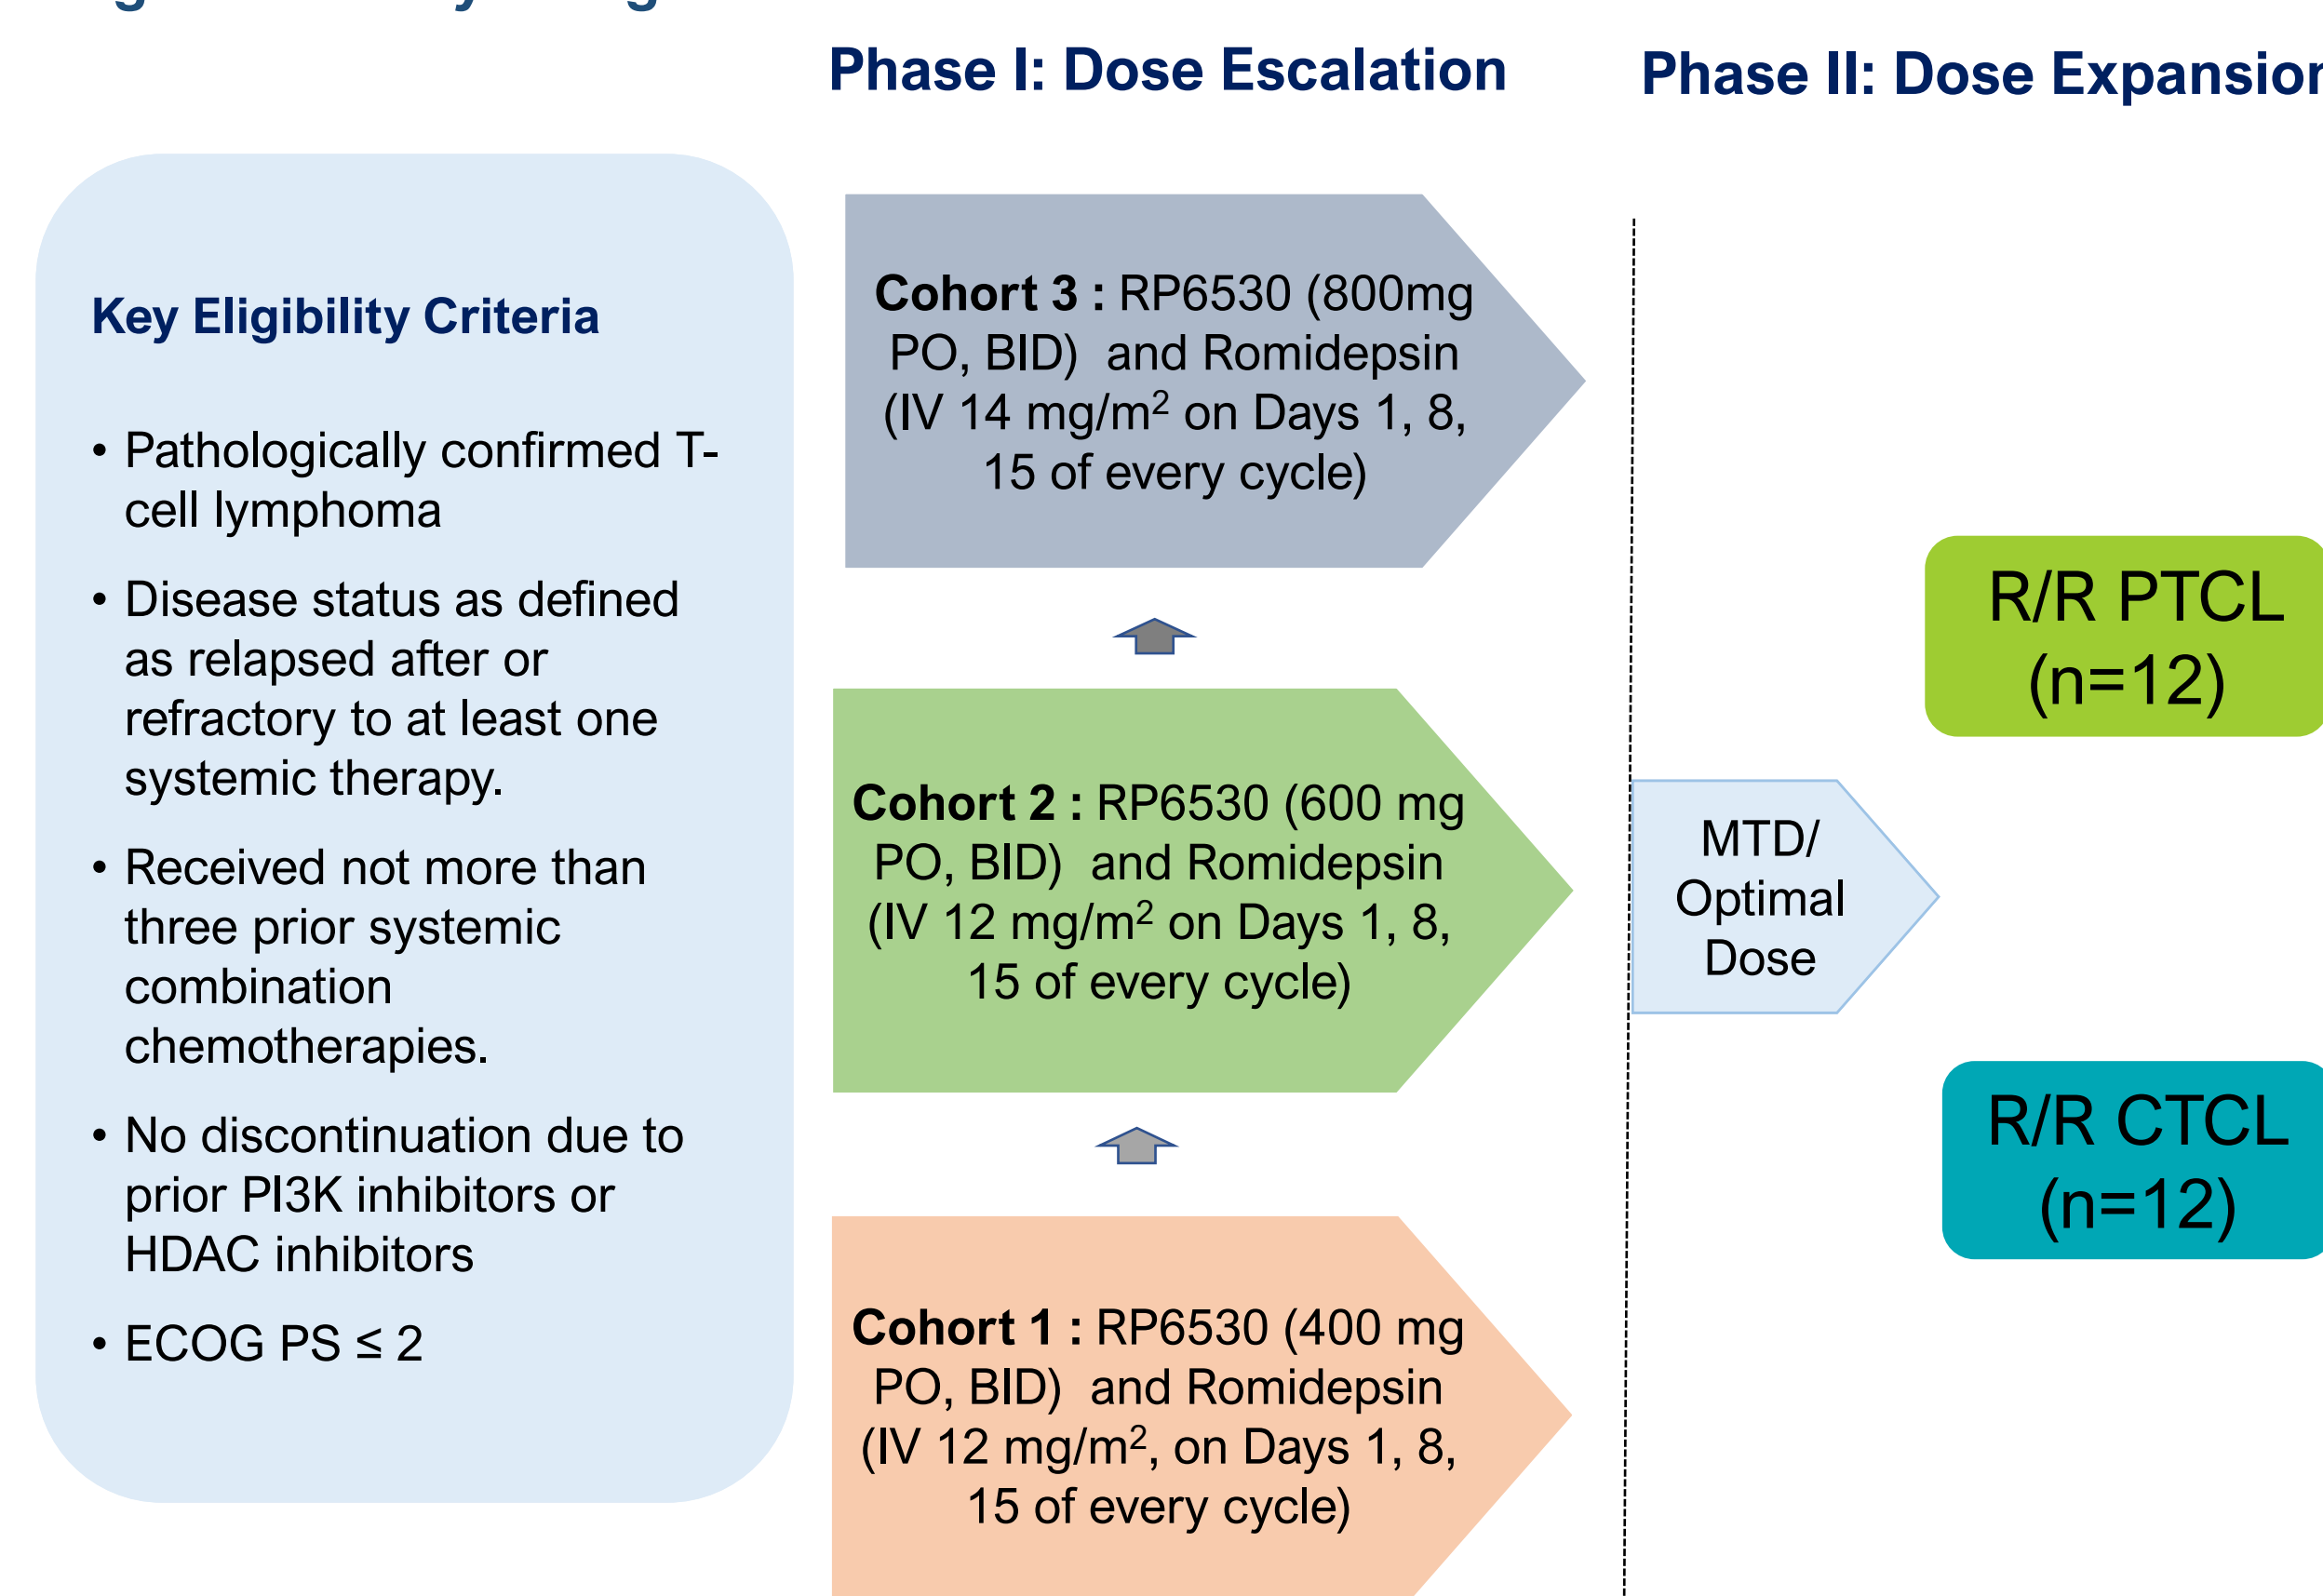 Phase I: Dose Escalation
Phase II: Dose Expansion
Key Eligibility Criteria
• Pathologically confirmed T-
cell lymphoma
• Disease status as defined
as relapsed after or
refractory to at least one
systemic therapy.
• Received not more than
three prior systemic
combination
chemotherapies.
• No discontinuation due to
prior PI3K inhibitors or
HDAC inhibitors
• ECOG PS ≤ 2
Cohort 3 : RP6530 (800mg
PO, BID) and Romidepsin
(IV 14 mg/m² on Days 1, 8,
15 of every cycle)
Cohort 2 : RP6530 (600 mg
PO, BID) and Romidepsin
(IV 12 mg/m² on Days 1, 8,
15 of every cycle)
Cohort 1 : RP6530 (400 mg
PO, BID) and Romidepsin
(IV 12 mg/m², on Days 1, 8,
15 of every cycle)
MTD/
Optimal
Dose
R/R PTCL
(n=12)
R/R CTCL
(n=12)